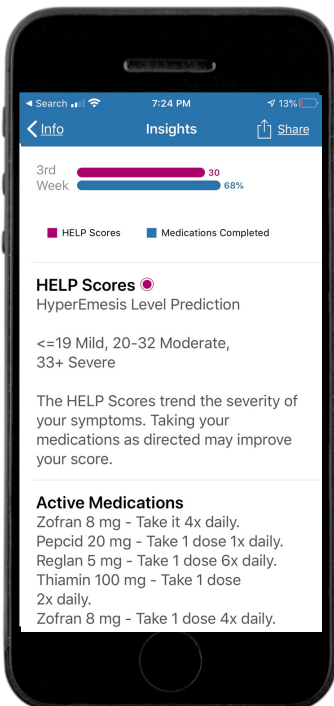 Search 7:24 PM 13%
Info Insights Share
3rd 30
Week 68%
HELP Scores Medications Completed
HELP Scores
HyperEmesis Level Prediction
<=19 Mild, 20-32 Moderate,
33+ Severe
The HELP Scores trend the severity of
your symptoms. Taking your
medications as directed may improve
your score.
Active Medications
Zofran 8 mg - Take it 4x daily.
Pepcid 20 mg - Take 1 dose 1x daily.
Reglan 5 mg - Take 1 dose 6x daily.
Thiamin 100 mg - Take 1 dose
2x daily.
Zofran 8 mg - Take 1 dose 4x daily.